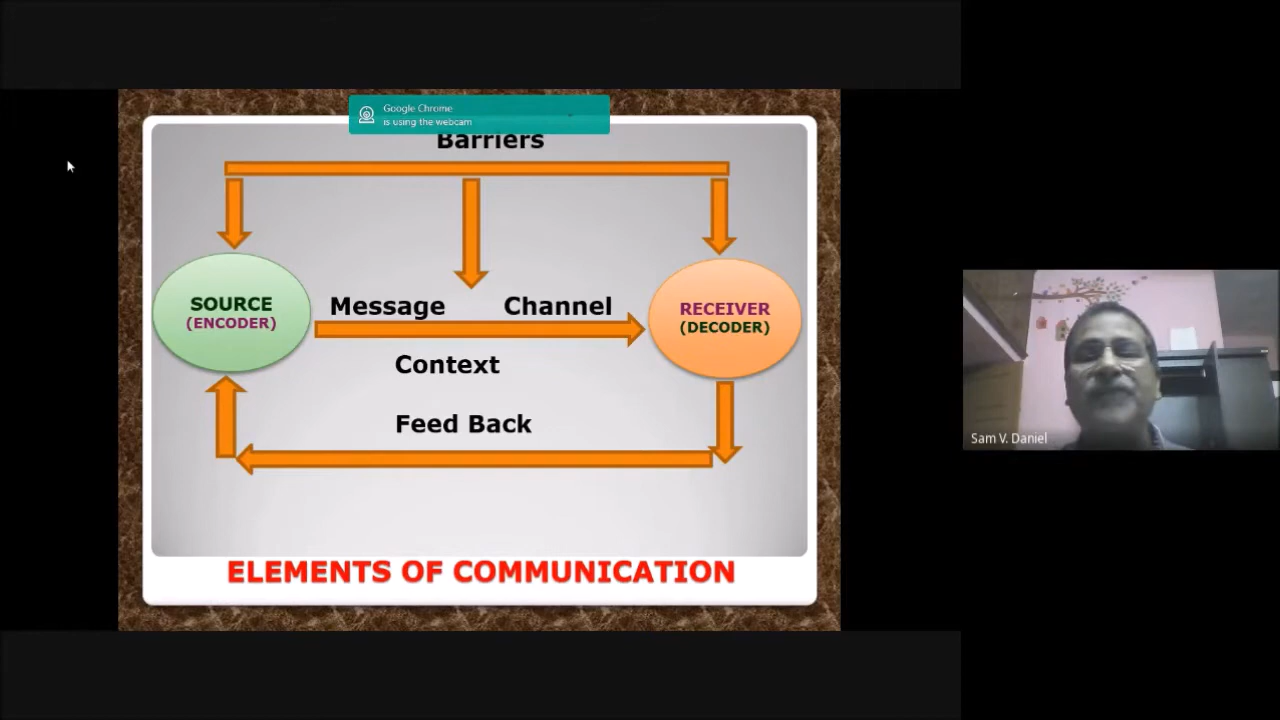 Google Chrome
is using the webcam
Barriers
SOURCE
(ENCODER)
Message Channel
RECEIVER
(DECODER)
Context
Feed Back
Sam V. Daniel
ELEMENTS OF COMMUNICATION